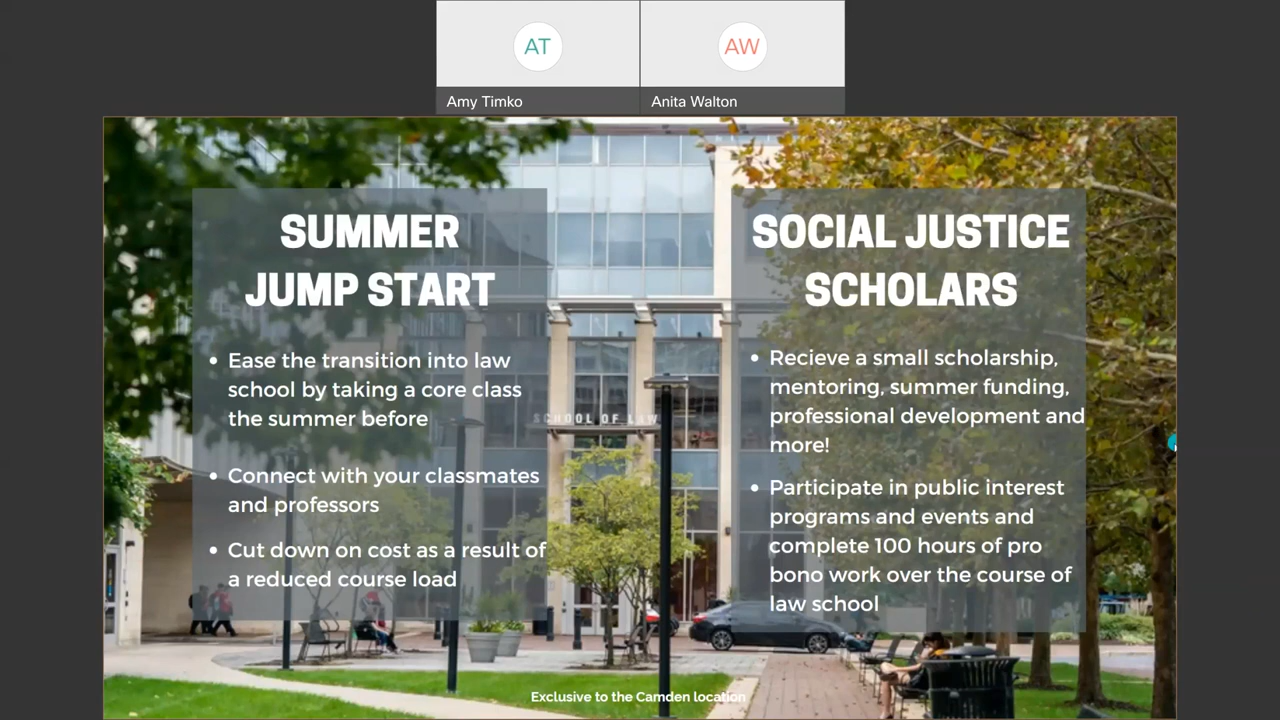 AT
AW
Amy Timko
Anita Walton
SUMMER
JUMP START
• Ease the transition into law
school by taking a core class
the summer before
• Connect with your classmates
and professors
• Cut down on cost as a result of
a reduced course load
SOCIAL JUSTICE
SCHOLARS
• Recieve a small scholarship,
mentoring, summer funding,
professional development and
more!
• Participate in public interest
programs and events and
complete 100 hours of pro
bono work over the course of
law school
SCHOOL OF LAW
Exclusive to the Camden location